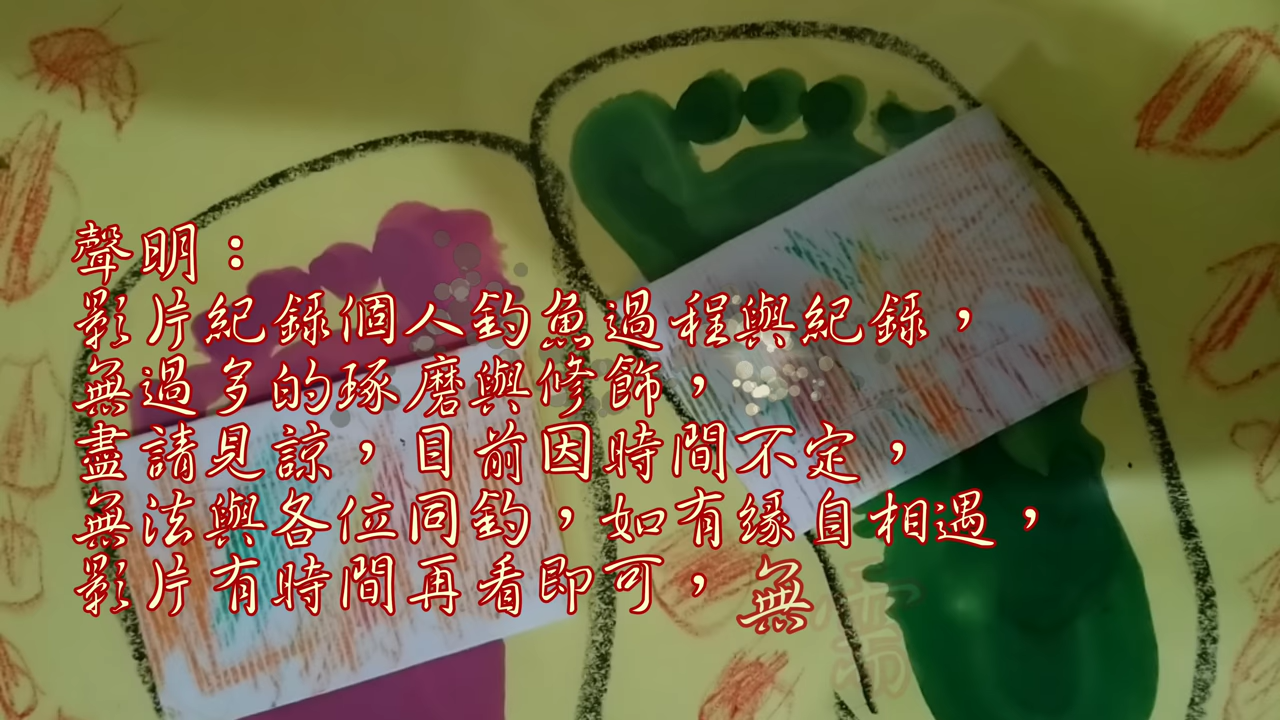 聲明：
影片紀錄個人釣魚過程與紀錄，
無過多的琢磨與修飾，
盡請見諒，目前因時間不定，
無法與各位同釣，如有緣自相遇，
影片有時間再看即可，無需